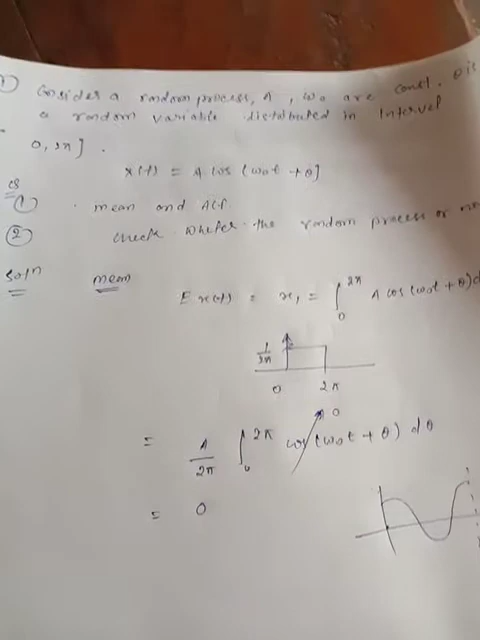 1) Consider a random process, A, ω₀ are const. θ is
a random variable distributed in Interval
0, 2π].
x(t) = A cos (ω₀t + θ)
(1) . mean and ACF.
(2) check whether the random process or
Soln mean
E x(t) = x, = ∫₀^2π A cos (ω₀t + θ) d
1/2π
0 2π
= A/2π ∫₀^2π cos (ω₀t + θ) dθ 0
= 0